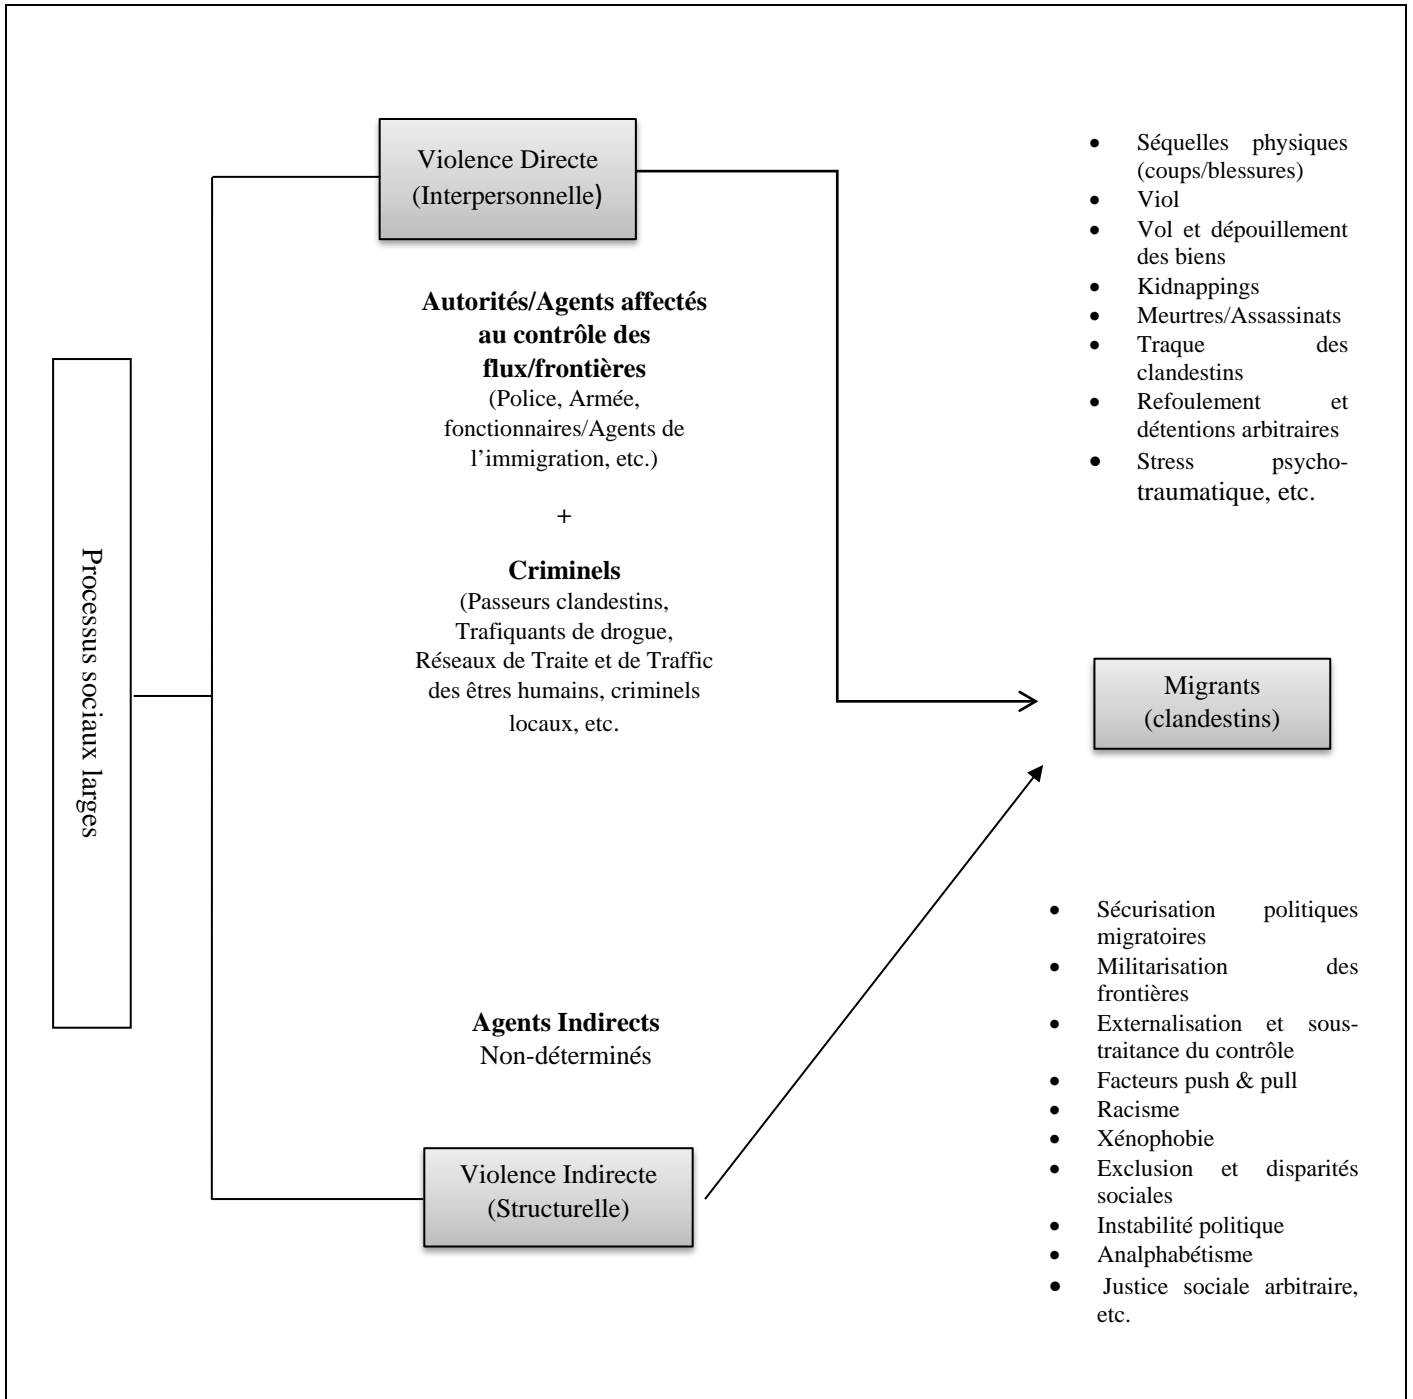 Processus sociaux larges
Violence Directe
(Interpersonnelle)
Autorités/Agents affectés
au contrôle des
flux/frontières
(Police, Armée,
fonctionnaires/Agents de
l’immigration, etc.)
+
Criminels
(Passeurs clandestins,
Trafiquants de drogue,
Réseaux de Traite et de Traffic
des êtres humains, criminels
locaux, etc.
Agents Indirects
Non-déterminés
Violence Indirecte
(Structurelle)
• Séquelles physiques
(coups/blessures)
• Viol
• Vol et dépouillement
des biens
• Kidnappings
• Meurtres/Assassinats
• Traque des
clandestins
• Refoulement et
détentions arbitraires
• Stress psycho-
traumatique, etc.
Migrants
(clandestins)
• Sécurisation politiques
migratoires
• Militarisation des
frontières
• Externalisation et sous-
traitance du contrôle
• Facteurs push & pull
• Racisme
• Xénophobie
• Exclusion et disparités
sociales
• Instabilité politique
• Analphabétisme
• Justice sociale arbitraire,
etc.